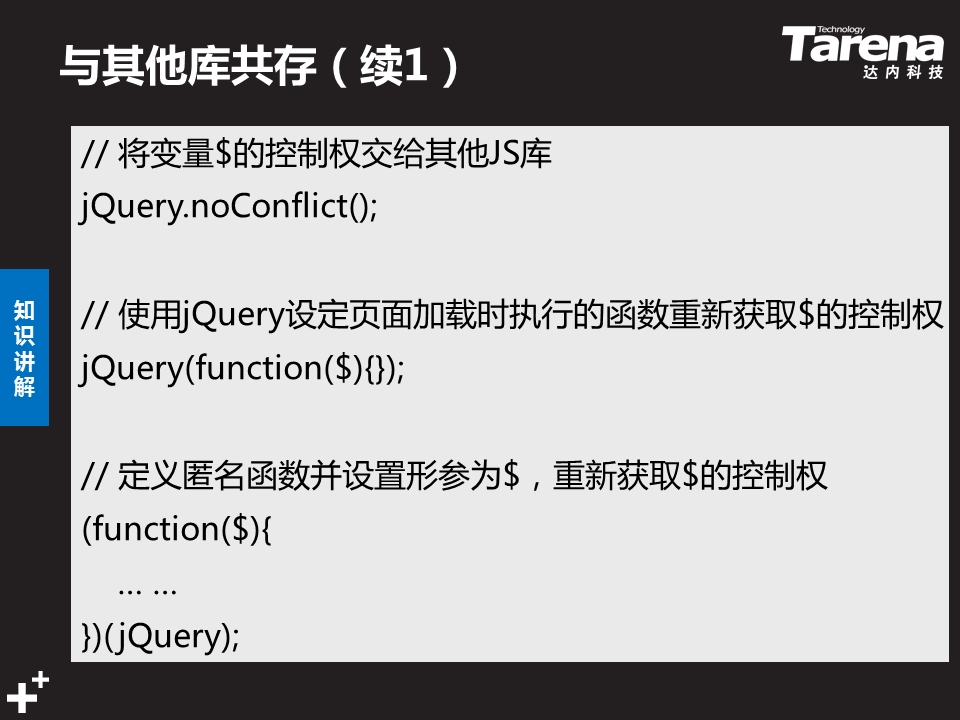 与其他库共存（续1）
Technology
Tarena
达内科技
// 将变量$的控制权交给其他JS库
jQuery.noConflict();
// 使用jQuery设定页面加载时执行的函数重新获取$的控制权
jQuery(function($){});
// 定义匿名函数并设置形参为$，重新获取$的控制权
(function($){
... ...
})(jQuery);
知
识
讲
解